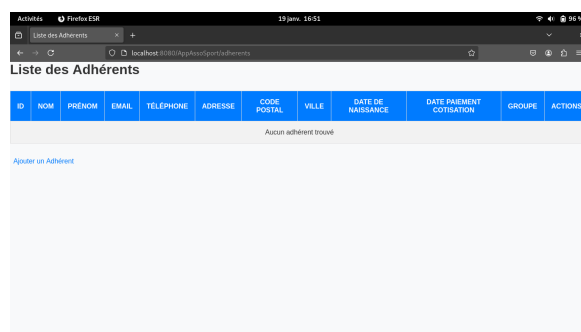 Activités Firefox ESR 19 janv. 16:51 96 %
Liste des Adhérents × +
localhost:8080/AppAssoSport/adherents
Liste des Adhérents
ID NOM PRÉNOM EMAIL TÉLÉPHONE ADRESSE CODE POSTAL VILLE DATE DE NAISSANCE DATE PAIEMENT COTISATION GROUPE ACTIONS
Aucun adhérent trouvé
Ajouter un Adhérent